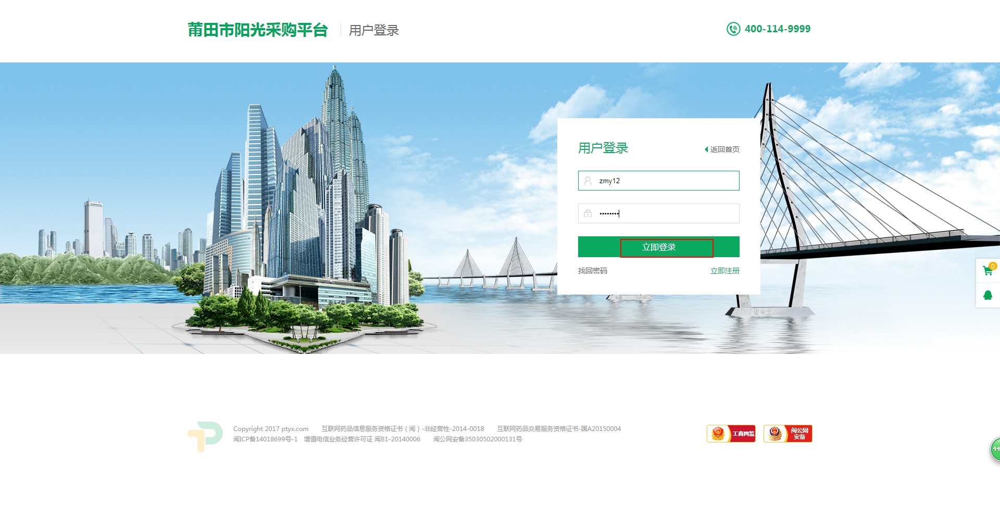 莆田市阳光采购平台
用户登录
400-114-9999
用户登录
返回首页
zmy12
••••••••
立即登录
找回密码
立即注册
0
Copyright 2017 ptyx.com 互联网药品信息服务资格证书（闽）-非经营性-2014-0018 互联网药品交易服务资格证书-国A20150004
闽ICP备14018699号-1 增值电信业务经营许可证 闽B1-20140006 闽公网安备35030502000131号
工商网监
闽公网
安备
44